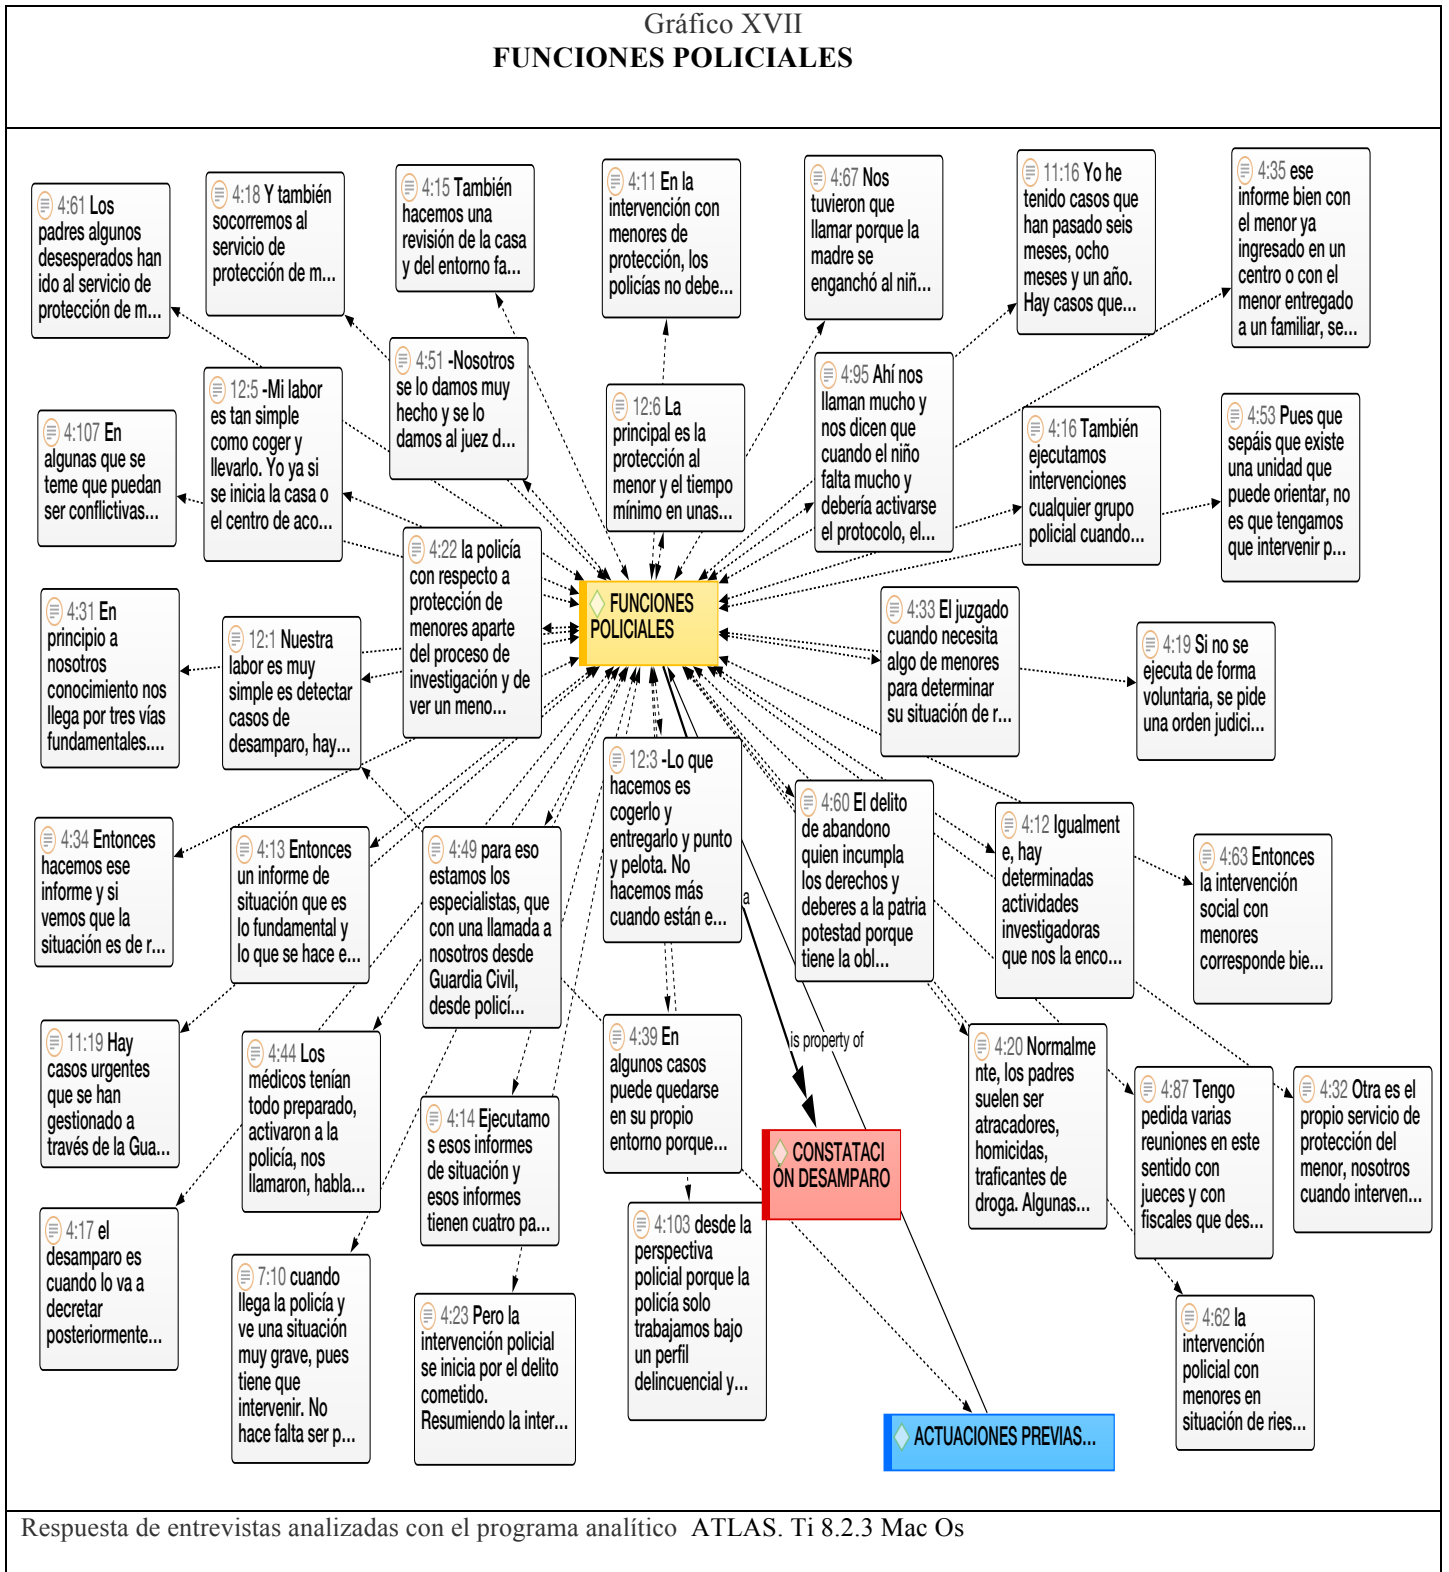 Gráfico XVII
FUNCIONES POLICIALES
4:61 Los
padres algunos
desesperados han
ido al servicio de
protección de m...
4:18 Y también
socorremos al
servicio de
protección de m...
4:15 También
hacemos una
revisión de la casa
y del entorno fa...
4:11 En la
intervención con
menores de
protección, los
policías no debe...
4:67 Nos
tuvieron que
llamar porque la
madre se
enganchó al niñ...
11:16 Yo he
tenido casos que
han pasado seis
meses, ocho
meses y un año.
Hay casos que...
4:35 ese
informe bien con
el menor ya
ingresado en un
centro o con el
menor entregado
a un familiar, se...
4:107 En
algunas que se
teme que puedan
ser conflictivas...
12:5 -Mi labor
es tan simple
como coger y
llevarlo. Yo ya si
se inicia la casa o
el centro de aco...
4:51 -Nosotros
se lo damos muy
hecho y se lo
damos al juez d...
12:6 La
principal es la
protección al
menor y el tiempo
mínimo en unas...
4:95 Ahí nos
llaman mucho y
nos dicen que
cuando el niño
falta mucho y
debería activarse
el protocolo, el...
4:16 También
ejecutamos
intervenciones
cualquier grupo
policial cuando...
4:53 Pues que
sepáis que existe
una unidad que
puede orientar, no
es que tengamos
que intervenir p...
4:22 la policía
con respecto a
protección de
menores aparte
del proceso de
investigación y de
ver un meno...
FUNCIONES
POLICIALES
4:31 En
principio a
nosotros
conocimiento nos
llega por tres vías
fundamentales....
12:1 Nuestra
labor es muy
simple es detectar
casos de
desamparo, hay...
4:33 El juzgado
cuando necesita
algo de menores
para determinar
su situación de r...
4:19 Si no se
ejecuta de forma
voluntaria, se pide
una orden judici...
12:3 -Lo que
hacemos es
cogerlo y
entregarlo y punto
y pelota. No
hacemos más
cuando están e...
4:60 El delito
de abandono
quien incumpla
los derechos y
deberes a la patria
potestad porque
tiene la obl...
4:12 Igualment
e, hay
determinadas
actividades
investigadoras
que nos la enco...
4:63 Entonces
la intervención
social con
menores
corresponde bie...
4:34 Entonces
hacemos ese
informe y si
vemos que la
situación es de r...
4:13 Entonces
un informe de
situación que es
lo fundamental y
lo que se hace e...
4:49 para eso
estamos los
especialistas, que
con una llamada a
nosotros desde
Guardia Civil,
desde policí...
a
is property of
11:19 Hay
casos urgentes
que se han
gestionado a
través de la Gua...
4:44 Los
médicos tenían
todo preparado,
activaron a la
policía, nos
llamaron, habla...
4:14 Ejecutamo
s esos informes
de situación y
esos informes
tienen cuatro pa...
4:39 En
algunos casos
puede quedarse
en su propio
entorno porque...
CONSTATACI
ÓN DESAMPARO
4:20 Normalme
nte, los padres
suelen ser
atracadores,
homicidas,
traficantes de
droga. Algunas...
4:87 Tengo
pedida varias
reuniones en este
sentido con
jueces y con
fiscales que des...
4:32 Otra es el
propio servicio de
protección del
menor, nosotros
cuando interven...
4:17 el
desamparo es
cuando lo va a
decretar
posteriormente...
7:10 cuando
llega la policía y
ve una situación
muy grave, pues
tiene que
intervenir. No
hace falta ser p...
4:23 Pero la
intervención policial
se inicia por el delito
cometido.
Resumiendo la inter...
4:103 desde la
perspectiva
policial porque la
policía solo
trabajamos bajo
un perfil
delincuencial y...
4:62 la
intervención
policial con
menores en
situación de ries...
ACTUACIONES PREVIAS...
Respuesta de entrevistas analizadas con el programa analítico ATLAS. Ti 8.2.3 Mac Os